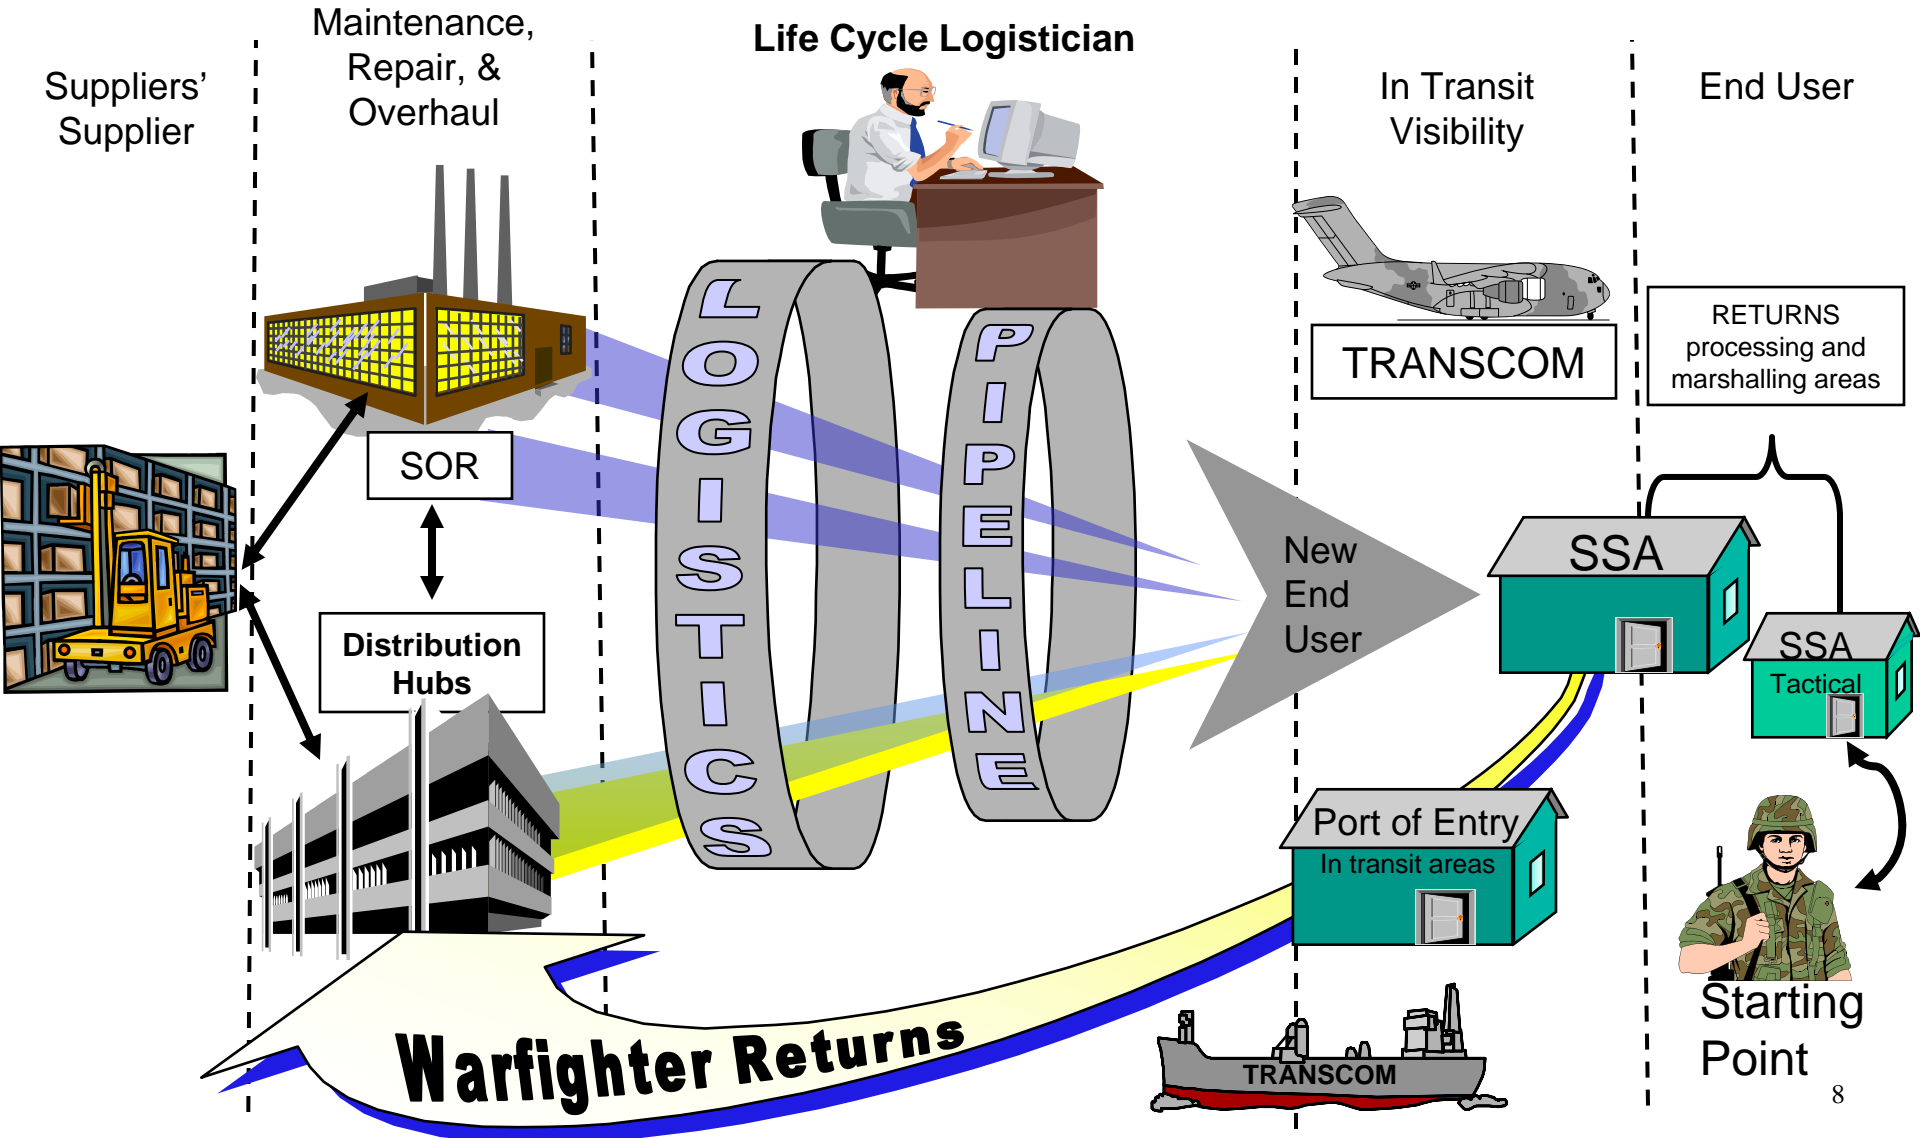 Suppliers’
Supplier
Maintenance,
Repair, &
Overhaul
Life Cycle Logistician
In Transit
Visibility
End User
SOR
Distribution
Hubs
LOGISTICS
PIPELINE
New
End
User
TRANSCOM
RETURNS
processing and
marshalling areas
SSA
SSA
Tactical
Port of Entry
In transit areas
Warfighter Returns
TRANSCOM
Starting
Point
8